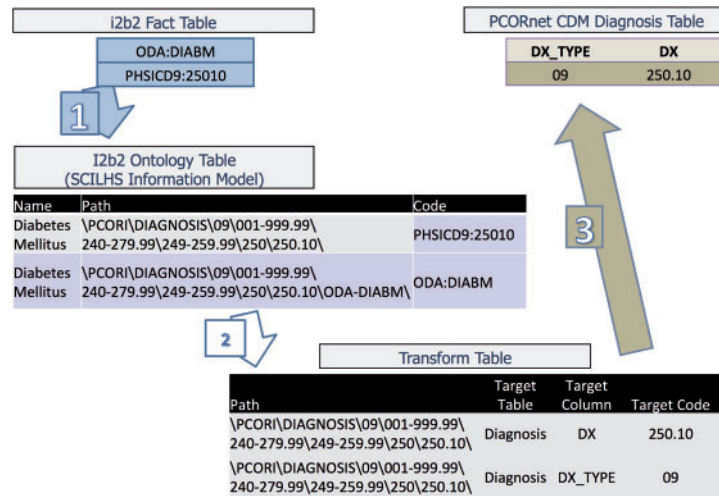 i2b2 Fact Table
ODA:DIABM
PHSICD9:25010
PCORnet CDM Diagnosis Table
DX_TYPE DX
09 250.10
1
I2b2 Ontology Table
(SCILHS Information Model)
Name Path Code
Diabetes \PCORI\DIAGNOSIS\09\001-999.99\
Mellitus 240-279.99\249-259.99\250\250.10\ PHSICD9:25010
Diabetes \PCORI\DIAGNOSIS\09\001-999.99\
Mellitus 240-279.99\249-259.99\250\250.10\ODA-DIABM\ ODA:DIABM
3
2
Transform Table
Path Target Table Target Column Target Code
\PCORI\DIAGNOSIS\09\001-999.99\
240-279.99\249-259.99\250\250.10\ Diagnosis DX 250.10
\PCORI\DIAGNOSIS\09\001-999.99\
240-279.99\249-259.99\250\250.10\ Diagnosis DX_TYPE 09